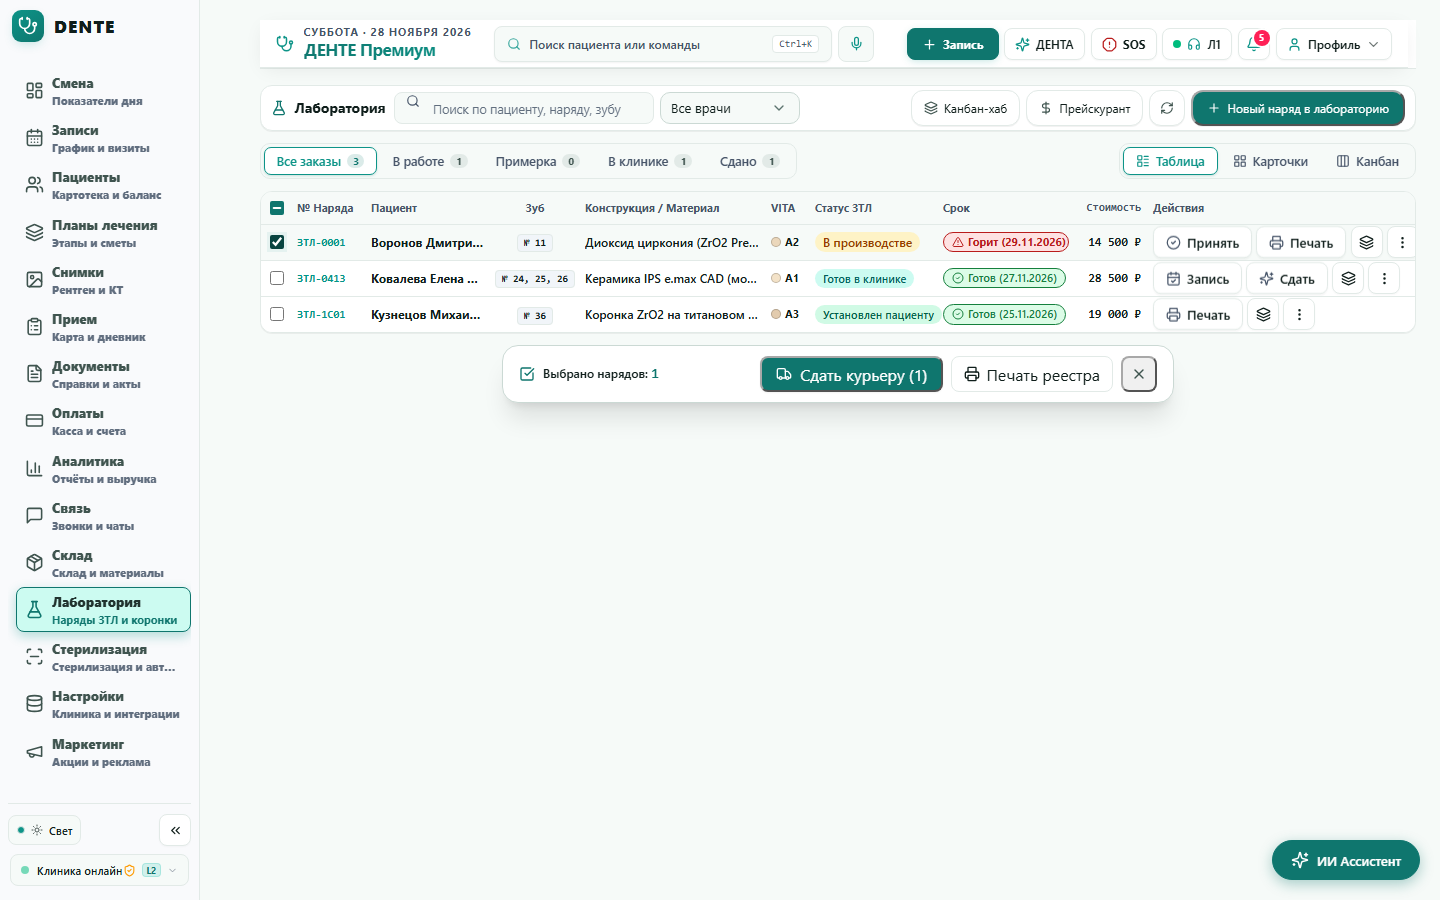 DENTE
Смена
Показатели дня
Записи
График и визиты
Пациенты
Картотека и баланс
Планы лечения
Этапы и сметы
Снимки
Рентген и КТ
Прием
Карта и дневник
Документы
Справки и акты
Оплаты
Касса и счета
Аналитика
Отчёты и выручка
Связь
Звонки и чаты
Склад
Склад и материалы
Лаборатория
Наряды ЗТЛ и коронки
Стерилизация
Стерилизация и авт...
Настройки
Клиника и интеграции
Маркетинг
Акции и реклама
Свет
Клиника онлайн L2
СУББОТА · 28 НОЯБРЯ 2026
ДЕНТЕ Премиум
Поиск пациента или команды Ctrl+K
Запись
ДЕНТА
SOS
Л1
5
Профиль
Лаборатория
Поиск по пациенту, наряду, зубу
Все врачи
Канбан-хаб
Прейскурант
Новый наряд в лабораторию
Все заказы 3
В работе 1
Примерка 0
В клинике 1
Сдано 1
Таблица
Карточки
Канбан
№ Наряда Пациент Зуб Конструкция / Материал VITA Статус ЗТЛ Срок Стоимость Действия
ЗТЛ-0001 Воронов Дмитри... № 11 Диоксид циркония (ZrO2 Pre... A2 В производстве Горит (29.11.2026) 14 500 ₽ Принять Печать
ЗТЛ-0413 Ковалева Елена ... № 24, 25, 26 Керамика IPS e.max CAD (мо... A1 Готов в клинике Готов (27.11.2026) 28 500 ₽ Запись Сдать
ЗТЛ-1C01 Кузнецов Михаи... № 36 Коронка ZrO2 на титановом ... A3 Установлен пациенту Готов (25.11.2026) 19 000 ₽ Печать
Выбрано нарядов: 1
Сдать курьеру (1)
Печать реестра
ИИ Ассистент